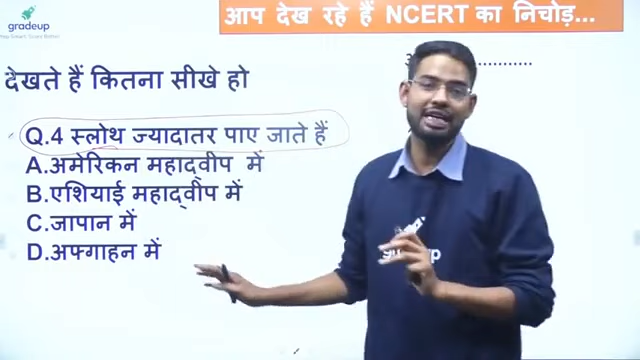 gradeup
आप देख रहे हैं NCERT का निचोड़...
देखते हैं कितना सीखे हो
Q.4 स्लोथ ज्यादातर पाए जाते हैं
A.अमेरिकन महाद्वीप में
B.एशियाई महाद्वीप में
C.जापान में
D.अफ्गाहन में